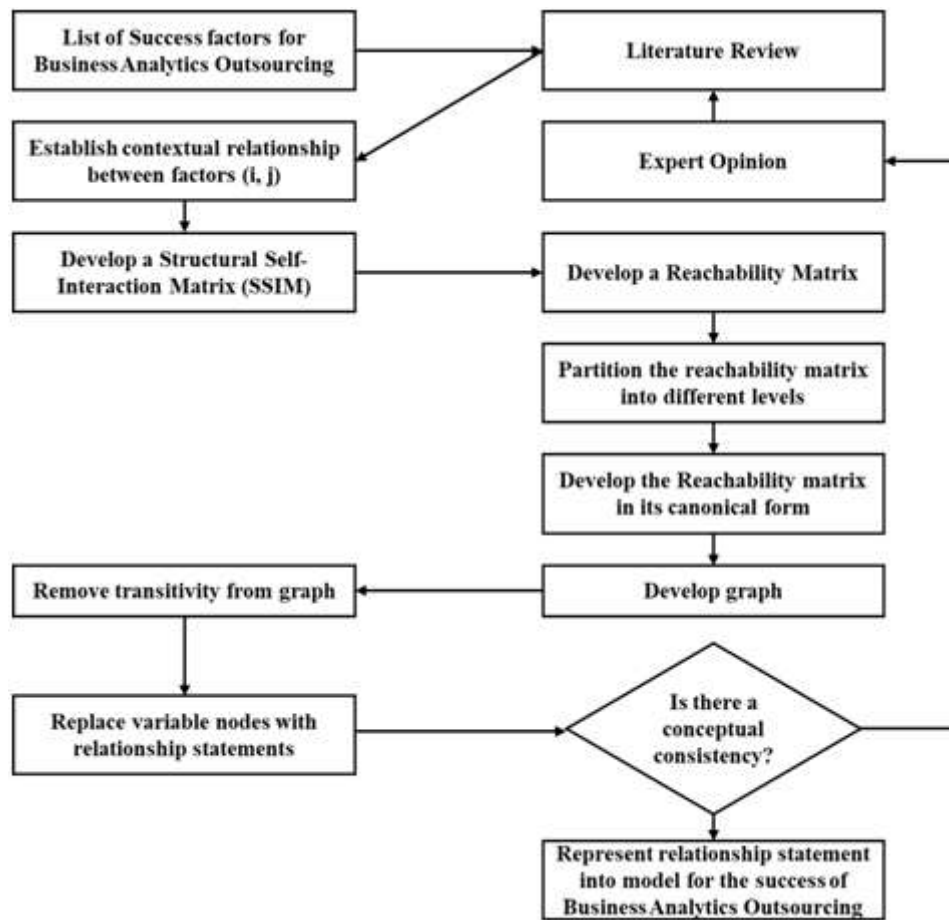 List of Success factors for
Business Analytics Outsourcing
Literature Review
Establish contextual relationship
between factors (i, j)
Expert Opinion
Develop a Structural Self-
Interaction Matrix (SSIM)
Develop a Reachability Matrix
Partition the reachability matrix
into different levels
Develop the Reachability matrix
in its canonical form
Remove transitivity from graph
Develop graph
Replace variable nodes with
relationship statements
Is there a
conceptual
consistency?
Represent relationship statement
into model for the success of
Business Analytics Outsourcing